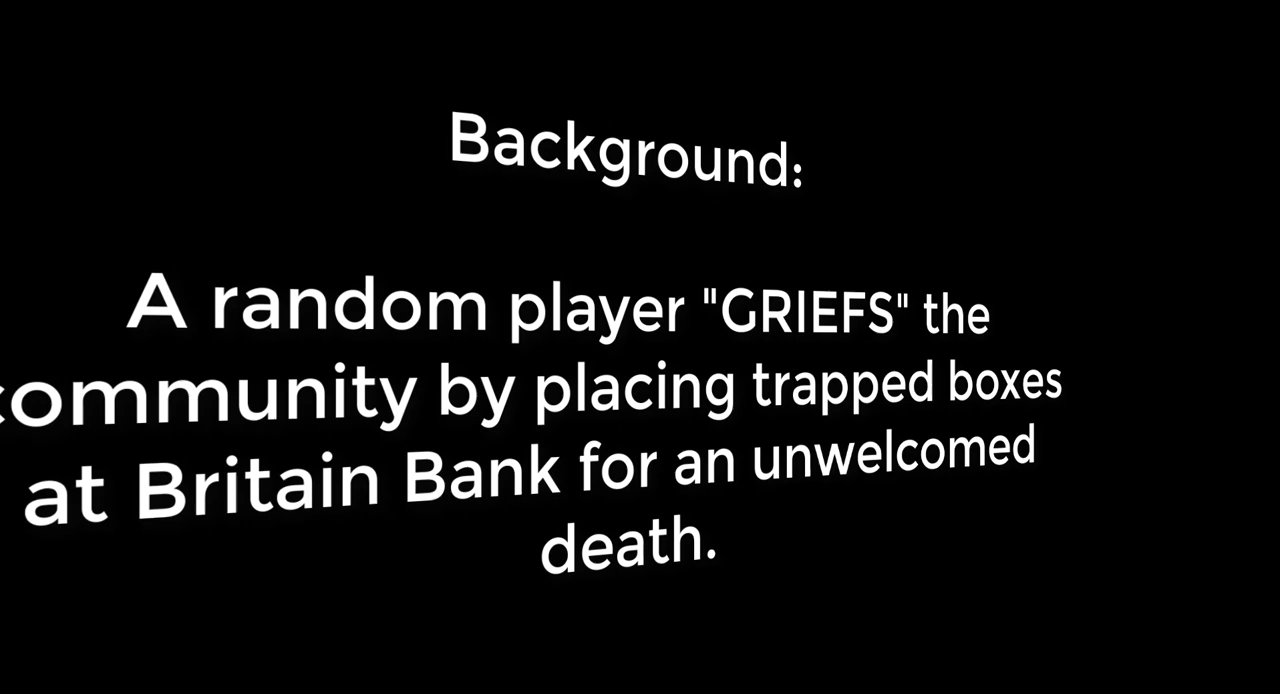 Background:
A random player "GRIEFS" the
community by placing trapped boxes
at Britain Bank for an unwelcomed
death.